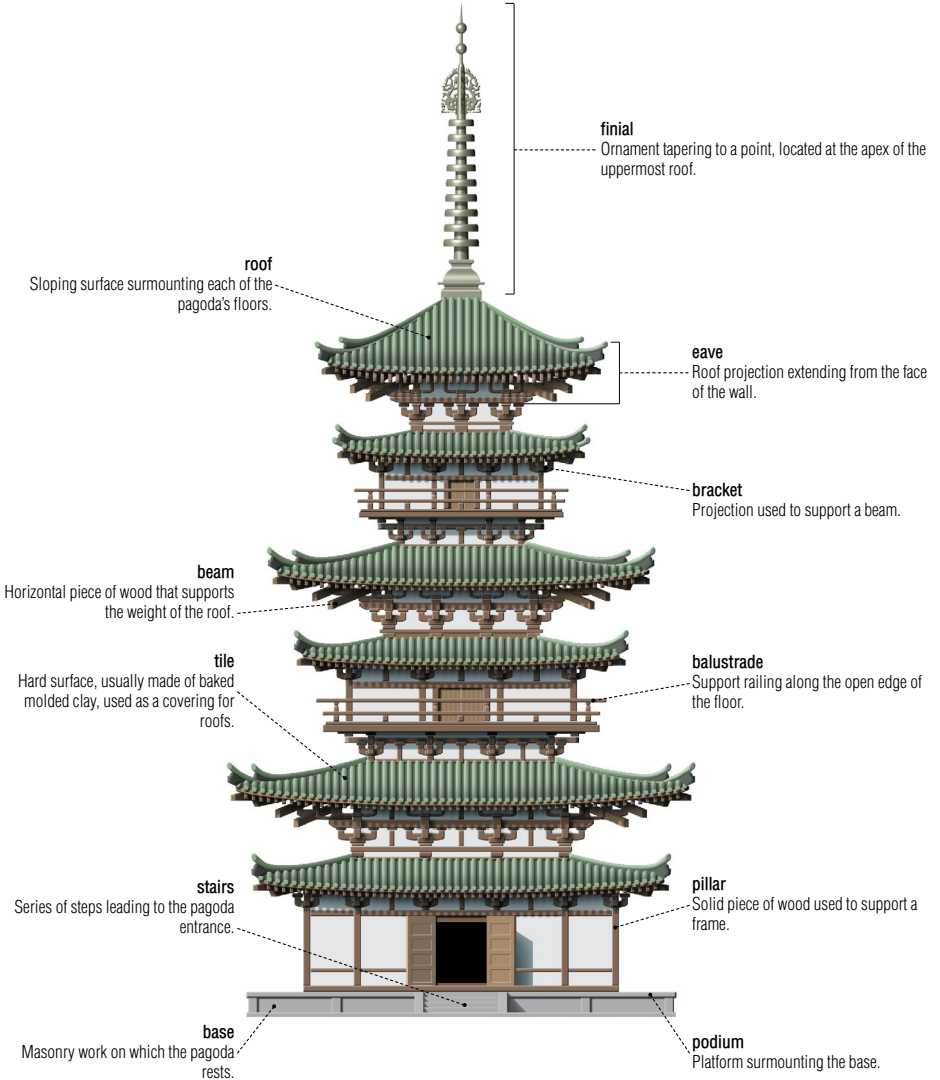 finial
Ornament tapering to a point, located at the apex of the
uppermost roof.
roof
Sloping surface surmounting each of the
pagoda's floors.
eave
Roof projection extending from the face
of the wall.
bracket
Projection used to support a beam.
beam
Horizontal piece of wood that supports
the weight of the roof.
tile
Hard surface, usually made of baked
molded clay, used as a covering for
roofs.
balustrade
Support railing along the open edge of
the floor.
stairs
Series of steps leading to the pagoda
entrance.
pillar
Solid piece of wood used to support a
frame.
base
Masonry work on which the pagoda
rests.
podium
Platform surmounting the base.